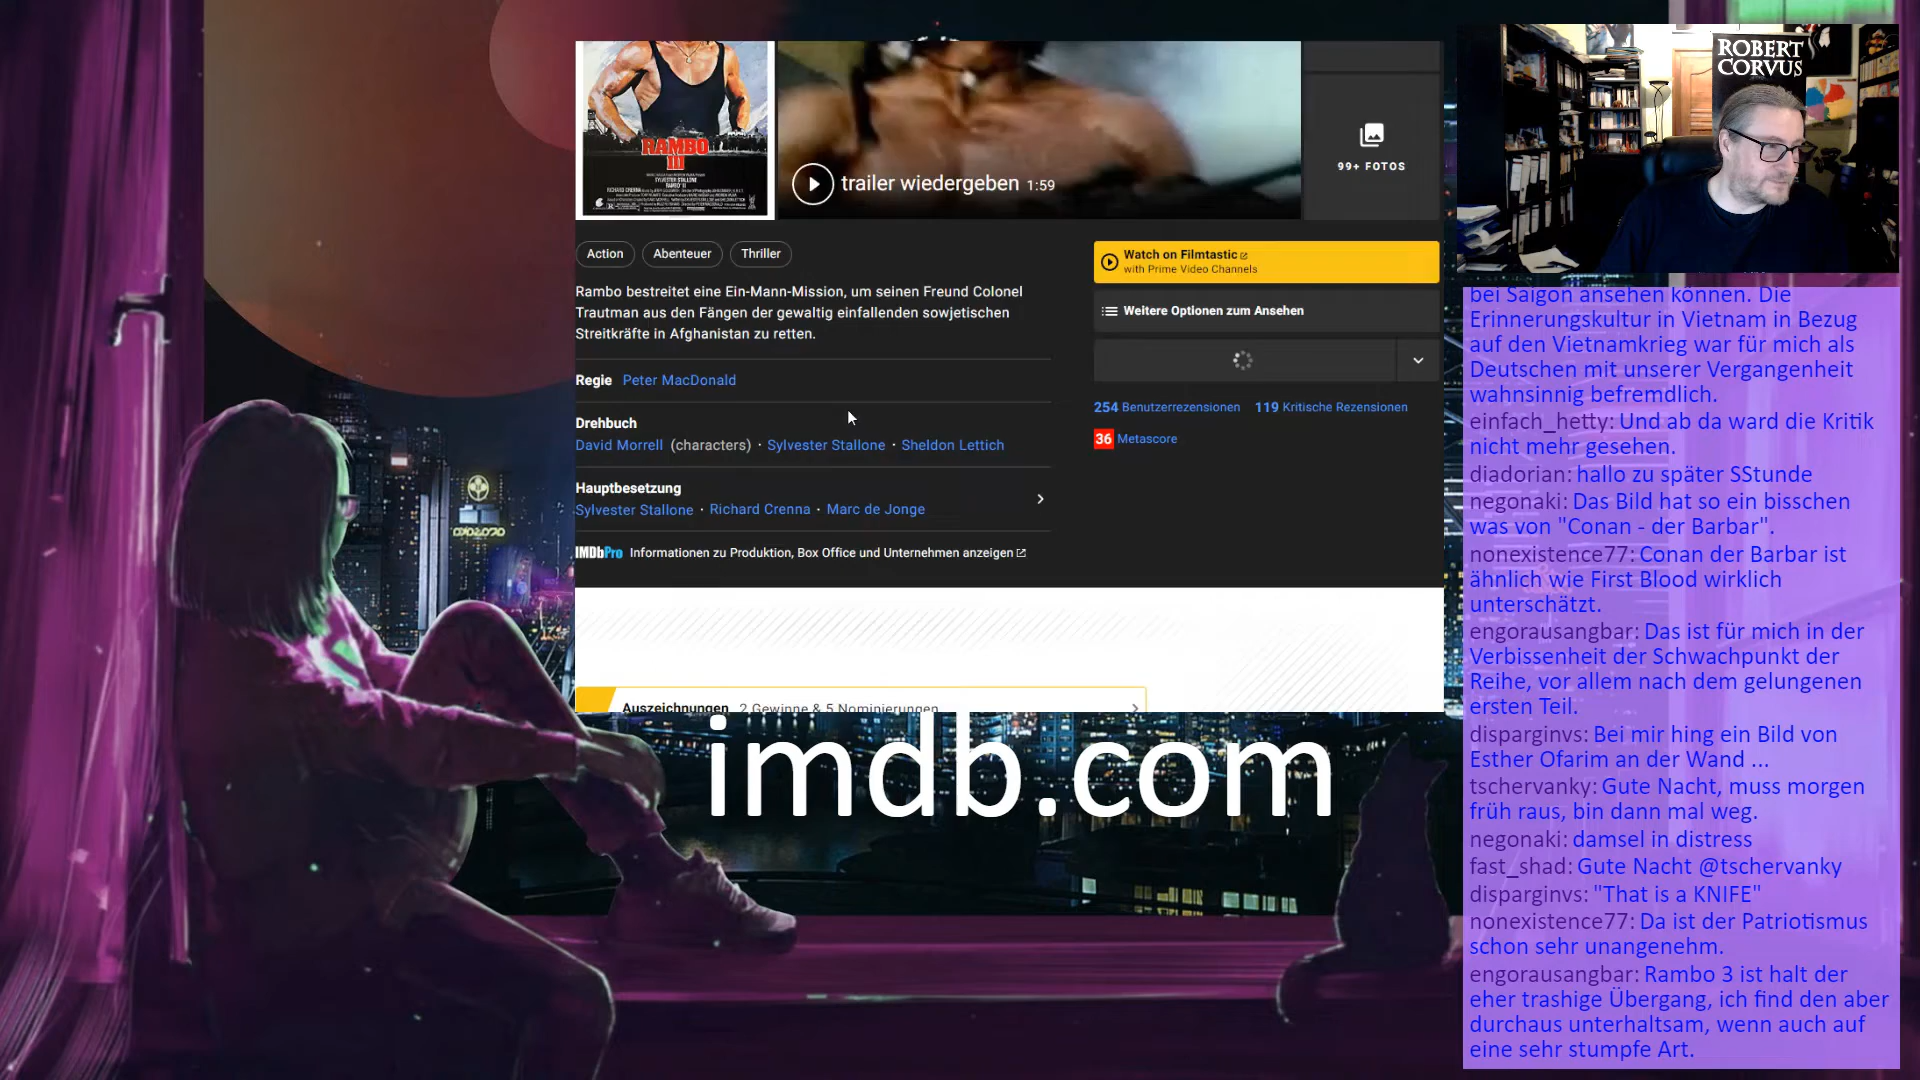 RAMBO
III
SYLVESTER STALLONE
trailer wiedergeben 1:59
99+ FOTOS
Action
Abenteuer
Thriller
Rambo bestreitet eine Ein-Mann-Mission, um seinen Freund Colonel
Trautman aus den Fängen der gewaltig einfallenden sowjetischen
Streitkräfte in Afghanistan zu retten.
Regie Peter MacDonald
Drehbuch
David Morrell (characters) · Sylvester Stallone · Sheldon Lettich
Hauptbesetzung
Sylvester Stallone · Richard Crenna · Marc de Jonge
IMDbPro Informationen zu Produktion, Box Office und Unternehmen anzeigen
Watch on Filmtastic
with Prime Video Channels
Weitere Optionen zum Ansehen
254 Benutzerrezensionen 119 Kritische Rezensionen
36 Metascore
Auszeichnungen 2 Gewinne & 5 Nominierungen
imdb.com
ROBERT
CORVUS
bei Saigon ansehen können. Die
Erinnerungskultur in Vietnam in Bezug
auf den Vietnamkrieg war für mich als
Deutschen mit unserer Vergangenheit
wahnsinnig befremdlich.
einfach_hetty: Und ab da ward die Kritik
nicht mehr gesehen.
diadorian: hallo zu später SStunde
negonaki: Das Bild hat so ein bisschen
was von "Conan - der Barbar".
nonexistence77: Conan der Barbar ist
ähnlich wie First Blood wirklich
unterschätzt.
engorausangbar: Das ist für mich in der
Verbissenheit der Schwachpunkt der
Reihe, vor allem nach dem gelungenen
ersten Teil.
disparginvs: Bei mir hing ein Bild von
Esther Ofarim an der Wand ...
tschervanky: Gute Nacht, muss morgen
früh raus, bin dann mal weg.
negonaki: damsel in distress
fast_shad: Gute Nacht @tschervanky
disparginvs: "That is a KNIFE"
nonexistence77: Da ist der Patriotismus
schon sehr unangenehm.
engorausangbar: Rambo 3 ist halt der
eher trashige Übergang, ich find den aber
durchaus unterhaltsam, wenn auch auf
eine sehr stumpfe Art.